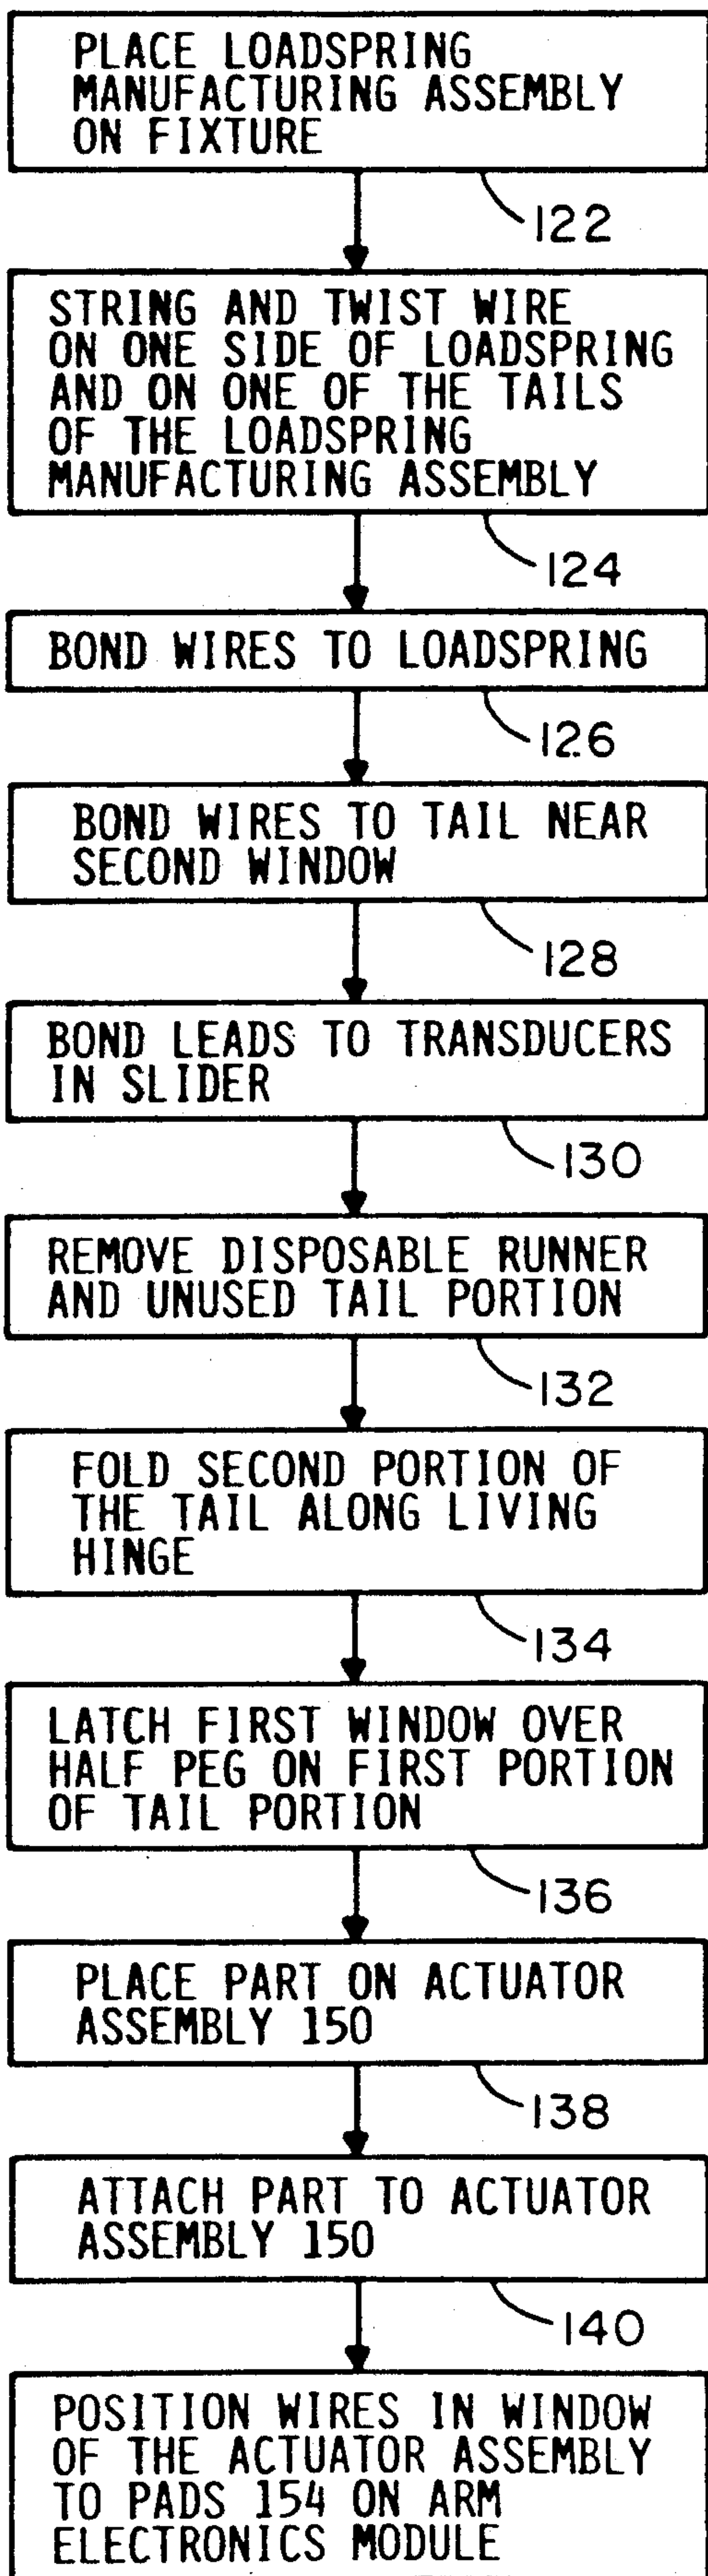 PLACE LOADSPRING
MANUFACTURING ASSEMBLY
ON FIXTURE
122
STRING AND TWIST WIRE
ON ONE SIDE OF LOADSPRING
AND ON ONE OF THE TAILS
OF THE LOADSPRING
MANUFACTURING ASSEMBLY
124
BOND WIRES TO LOADSPRING
126
BOND WIRES TO TAIL NEAR
SECOND WINDOW
128
BOND LEADS TO TRANSDUCERS
IN SLIDER
130
REMOVE DISPOSABLE RUNNER
AND UNUSED TAIL PORTION
132
FOLD SECOND PORTION OF
THE TAIL ALONG LIVING
HINGE
134
LATCH FIRST WINDOW OVER
HALF PEG ON FIRST PORTION
OF TAIL PORTION
136
PLACE PART ON ACTUATOR
ASSEMBLY 150
138
ATTACH PART TO ACTUATOR
ASSEMBLY 150
140
POSITION WIRES IN WINDOW
OF THE ACTUATOR ASSEMBLY
TO PADS 154 ON ARM
ELECTRONICS MODULE